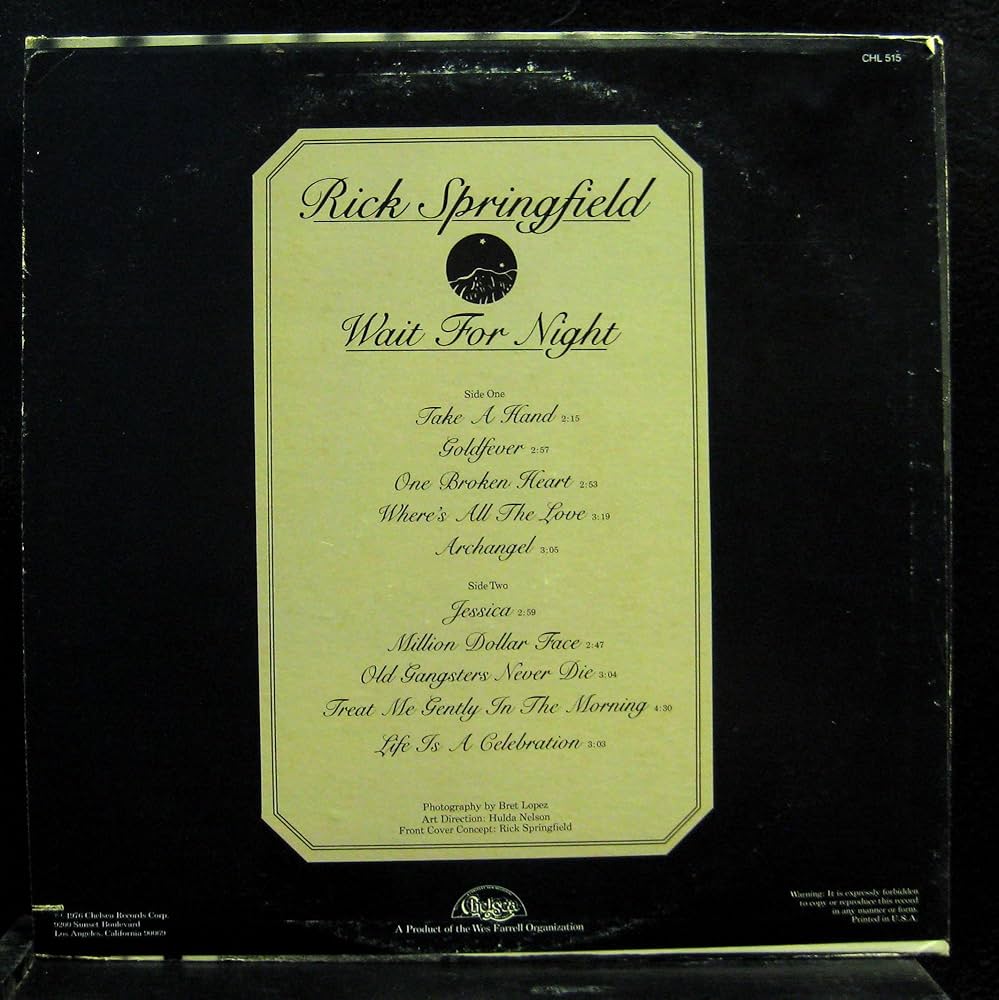 CHL 515
Rick Springfield
Wait For Night
Side One
Take A Hand 2:15
Goldfever 2:57
One Broken Heart 2:53
Where's All The Love 3:19
Archangel 3:05
Side Two
Jessica 2:59
Million Dollar Face 2:47
Old Gangsters Never Die 3:04
Treat Me Gently In The Morning 4:30
Life Is A Celebration 3:03
Photography by Bret Lopez
Art Direction: Hulda Nelson
Front Cover Concept: Rick Springfield
Chelsea
A Product of the Wes Farrell Organization
1976 Chelsea Records Corp.
9200 Sunset Boulevard
Los Angeles, California 90069
Warning: It is expressly forbidden
to copy or reproduce this record
in any manner or form.
Printed in U.S.A.